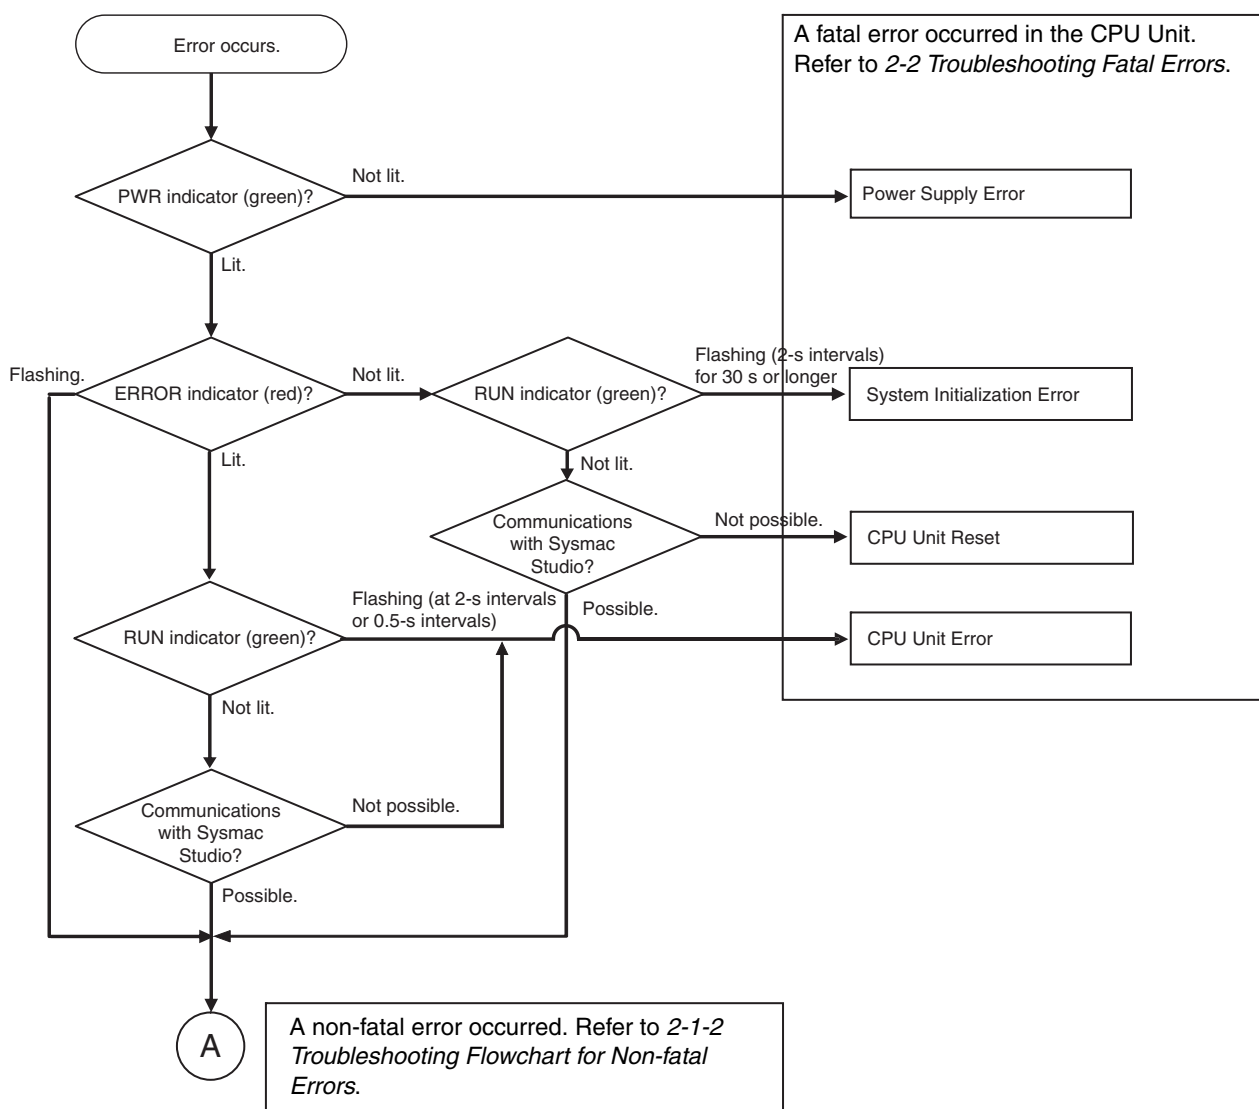 Error occurs.
A fatal error occurred in the CPU Unit.
Refer to 2-2 Troubleshooting Fatal Errors.
PWR indicator (green)?
Not lit.
Power Supply Error
Lit.
Flashing.
ERROR indicator (red)?
Not lit.
RUN indicator (green)?
Flashing (2-s intervals)
for 30 s or longer
System Initialization Error
Lit.
Not lit.
Communications
with Sysmac
Studio?
Not possible.
CPU Unit Reset
Possible.
RUN indicator (green)?
Flashing (at 2-s intervals
or 0.5-s intervals)
CPU Unit Error
Not lit.
Communications
with Sysmac
Studio?
Not possible.
Possible.
A
A non-fatal error occurred. Refer to 2-1-2
Troubleshooting Flowchart for Non-fatal
Errors.